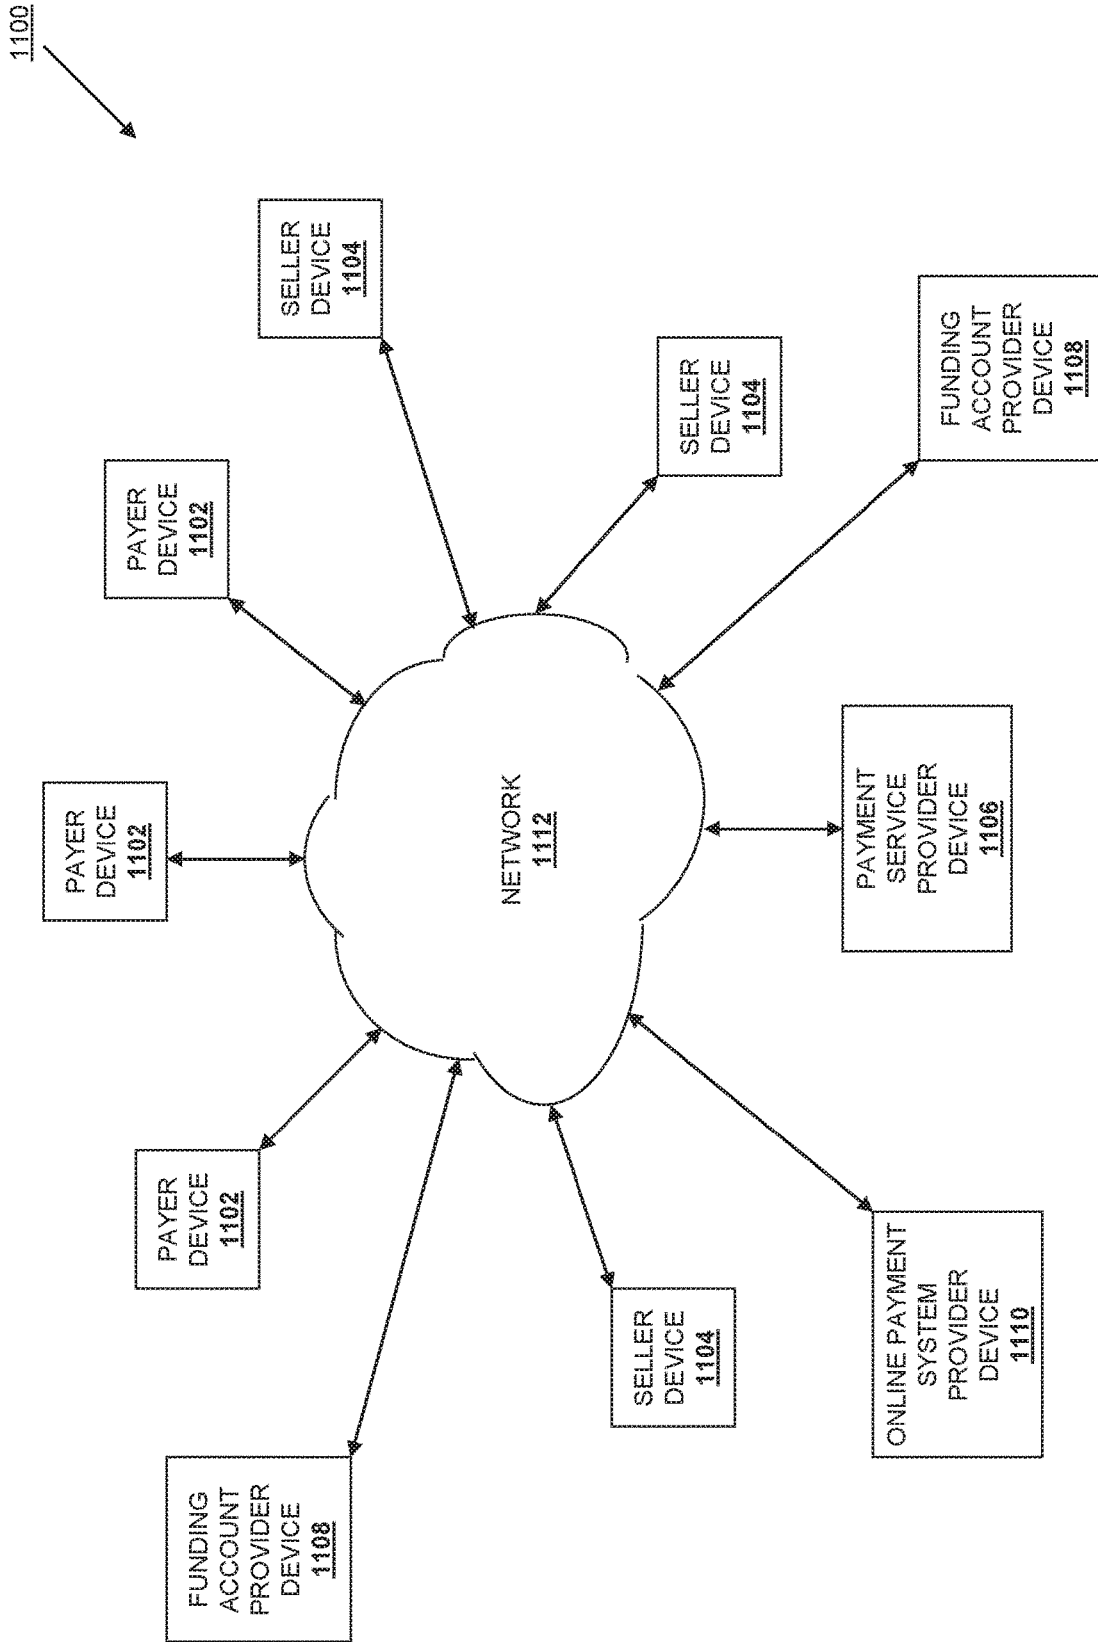 1100
PAYER
DEVICE
1102
PAYER
DEVICE
1102
PAYER
DEVICE
1102
SELLER
DEVICE
1104
FUNDING
ACCOUNT
PROVIDER
DEVICE
1108
NETWORK
1112
SELLER
DEVICE
1104
SELLER
DEVICE
1104
ONLINE PAYMENT
SYSTEM
PROVIDER
DEVICE
1110
PAYMENT
SERVICE
PROVIDER
DEVICE
1106
FUNDING
ACCOUNT
PROVIDER
DEVICE
1108